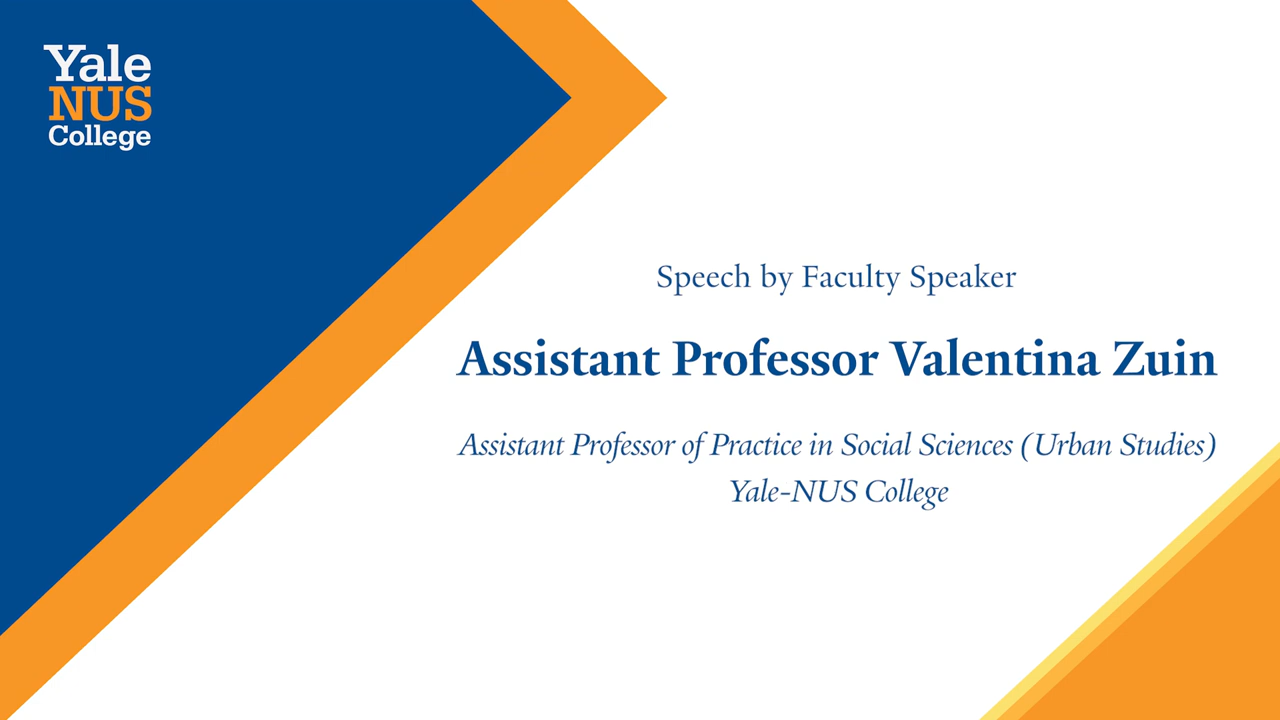 Yale
NUS
College
Speech by Faculty Speaker
Assistant Professor Valentina Zuin
Assistant Professor of Practice in Social Sciences (Urban Studies)
Yale-NUS College